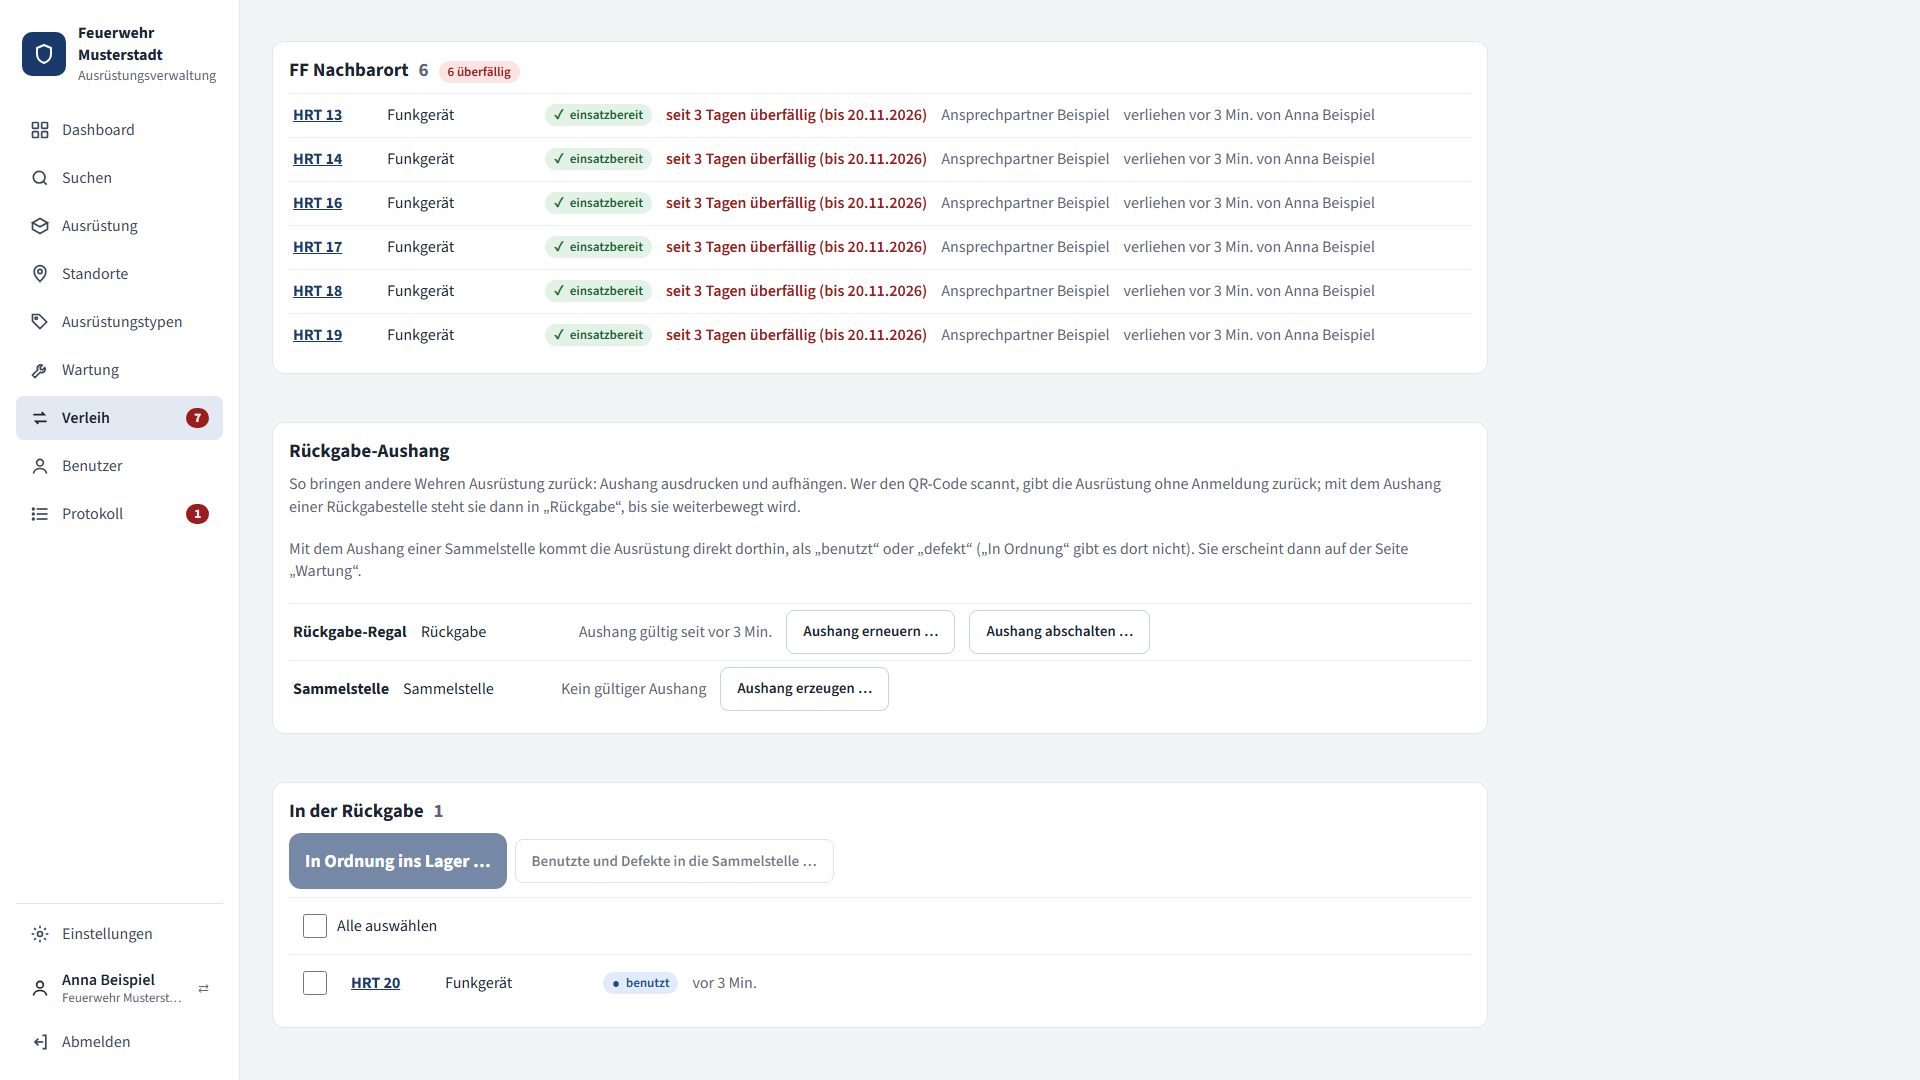 Feuerwehr
Musterstadt
Ausrüstungsverwaltung
Dashboard
Suchen
Ausrüstung
Standorte
Ausrüstungstypen
Wartung
Verleih 7
Benutzer
Protokoll 1
Einstellungen
Anna Beispiel
Feuerwehr Musterst…
Abmelden
FF Nachbarort 6 6 überfällig
HRT 13 Funkgerät ✓ einsatzbereit seit 3 Tagen überfällig (bis 20.11.2026) Ansprechpartner Beispiel verliehen vor 3 Min. von Anna Beispiel
HRT 14 Funkgerät ✓ einsatzbereit seit 3 Tagen überfällig (bis 20.11.2026) Ansprechpartner Beispiel verliehen vor 3 Min. von Anna Beispiel
HRT 16 Funkgerät ✓ einsatzbereit seit 3 Tagen überfällig (bis 20.11.2026) Ansprechpartner Beispiel verliehen vor 3 Min. von Anna Beispiel
HRT 17 Funkgerät ✓ einsatzbereit seit 3 Tagen überfällig (bis 20.11.2026) Ansprechpartner Beispiel verliehen vor 3 Min. von Anna Beispiel
HRT 18 Funkgerät ✓ einsatzbereit seit 3 Tagen überfällig (bis 20.11.2026) Ansprechpartner Beispiel verliehen vor 3 Min. von Anna Beispiel
HRT 19 Funkgerät ✓ einsatzbereit seit 3 Tagen überfällig (bis 20.11.2026) Ansprechpartner Beispiel verliehen vor 3 Min. von Anna Beispiel
Rückgabe-Aushang
So bringen andere Wehren Ausrüstung zurück: Aushang ausdrucken und aufhängen. Wer den QR-Code scannt, gibt die Ausrüstung ohne Anmeldung zurück; mit dem Aushang
einer Rückgabestelle steht sie dann in „Rückgabe“, bis sie weiterbewegt wird.
Mit dem Aushang einer Sammelstelle kommt die Ausrüstung direkt dorthin, als „benutzt“ oder „defekt“ („In Ordnung“ gibt es dort nicht). Sie erscheint dann auf der Seite
„Wartung“.
Rückgabe-Regal Rückgabe Aushang gültig seit vor 3 Min. Aushang erneuern … Aushang abschalten …
Sammelstelle Sammelstelle Kein gültiger Aushang Aushang erzeugen …
In der Rückgabe 1
In Ordnung ins Lager … Benutzte und Defekte in die Sammelstelle …
Alle auswählen
HRT 20 Funkgerät ● benutzt vor 3 Min.